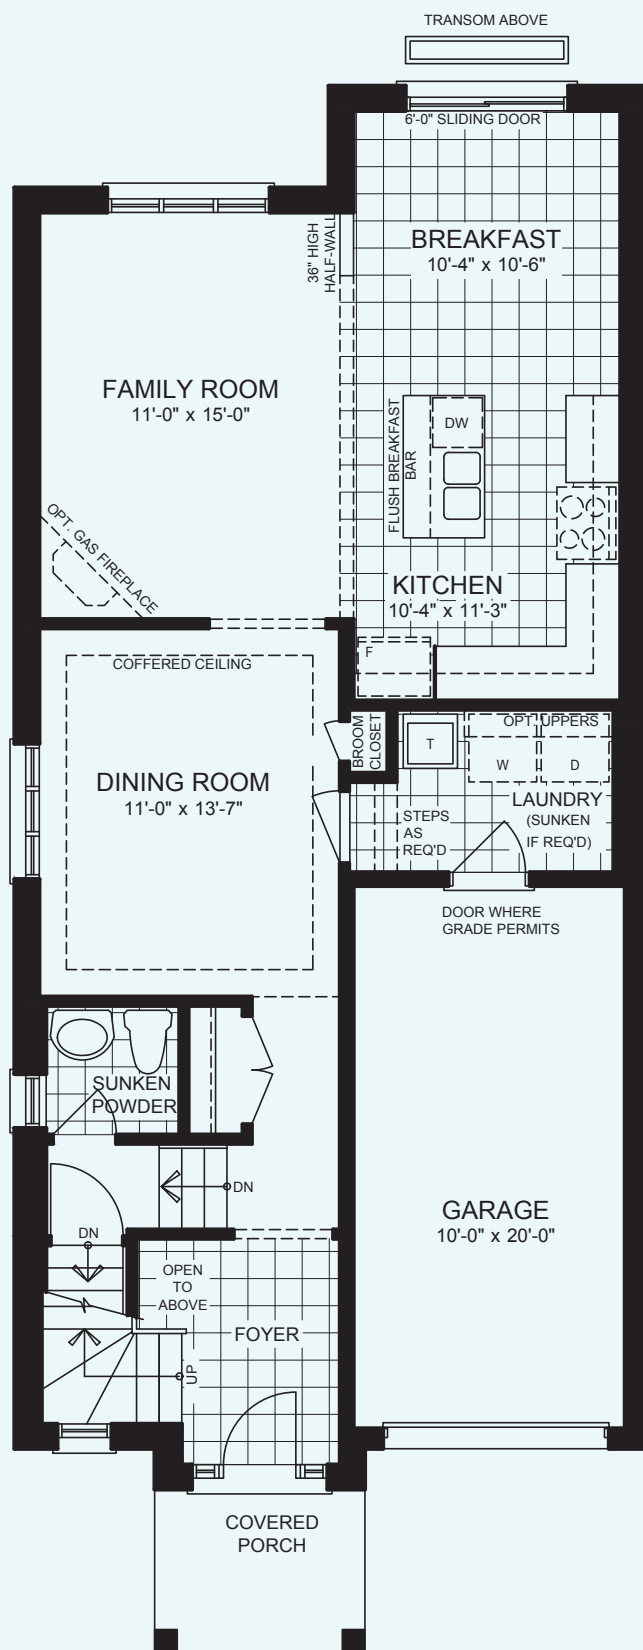 TRANSOM ABOVE
6'-0" SLIDING DOOR
BREAKFAST
10'-4" x 10'-6"
36" HIGH
HALF-WALL
FAMILY ROOM
11'-0" x 15'-0"
DW
FLUSH BREAKFAST
BAR
OPT. GAS FIREPLACE
KITCHEN
10'-4" x 11'-3"
F
COFFERED CEILING
BROOM
CLOSET
T
OPT. UPPERS
W
D
DINING ROOM
11'-0" x 13'-7"
STEPS
AS
REQ'D
LAUNDRY
(SUNKEN
IF REQ'D)
DOOR WHERE
GRADE PERMITS
SUNKEN
POWDER
DN
DN
GARAGE
10'-0" x 20'-0"
OPEN
TO
ABOVE
FOYER
UP
COVERED
PORCH